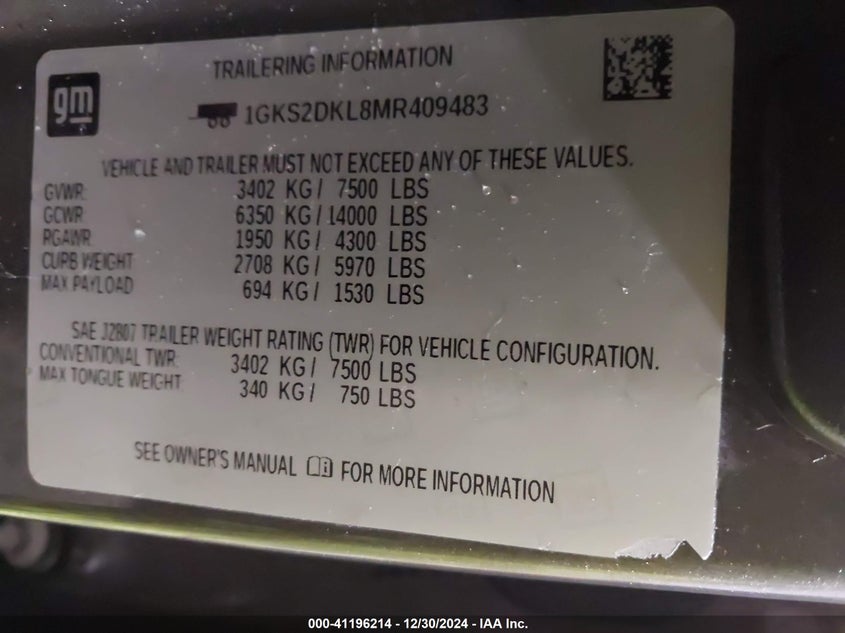 gm
TRAILERING INFORMATION
1GKS2DKL8MR409483
VEHICLE AND TRAILER MUST NOT EXCEED ANY OF THESE VALUES.
GVWR: 3402 KG/ 7500 LBS
GCWR: 6350 KG/14000 LBS
RGAWR: 1950 KG/ 4300 LBS
CURB WEIGHT 2708 KG/ 5970 LBS
MAX PAYLOAD 694 KG/ 1530 LBS
SAE J2807 TRAILER WEIGHT RATING (TWR) FOR VEHICLE CONFIGURATION.
CONVENTIONAL TWR: 3402 KG/ 7500 LBS
MAX TONGUE WEIGHT 340 KG/ 750 LBS
SEE OWNER'S MANUAL FOR MORE INFORMATION
000-41196214 - 12/30/2024 - IAA Inc.